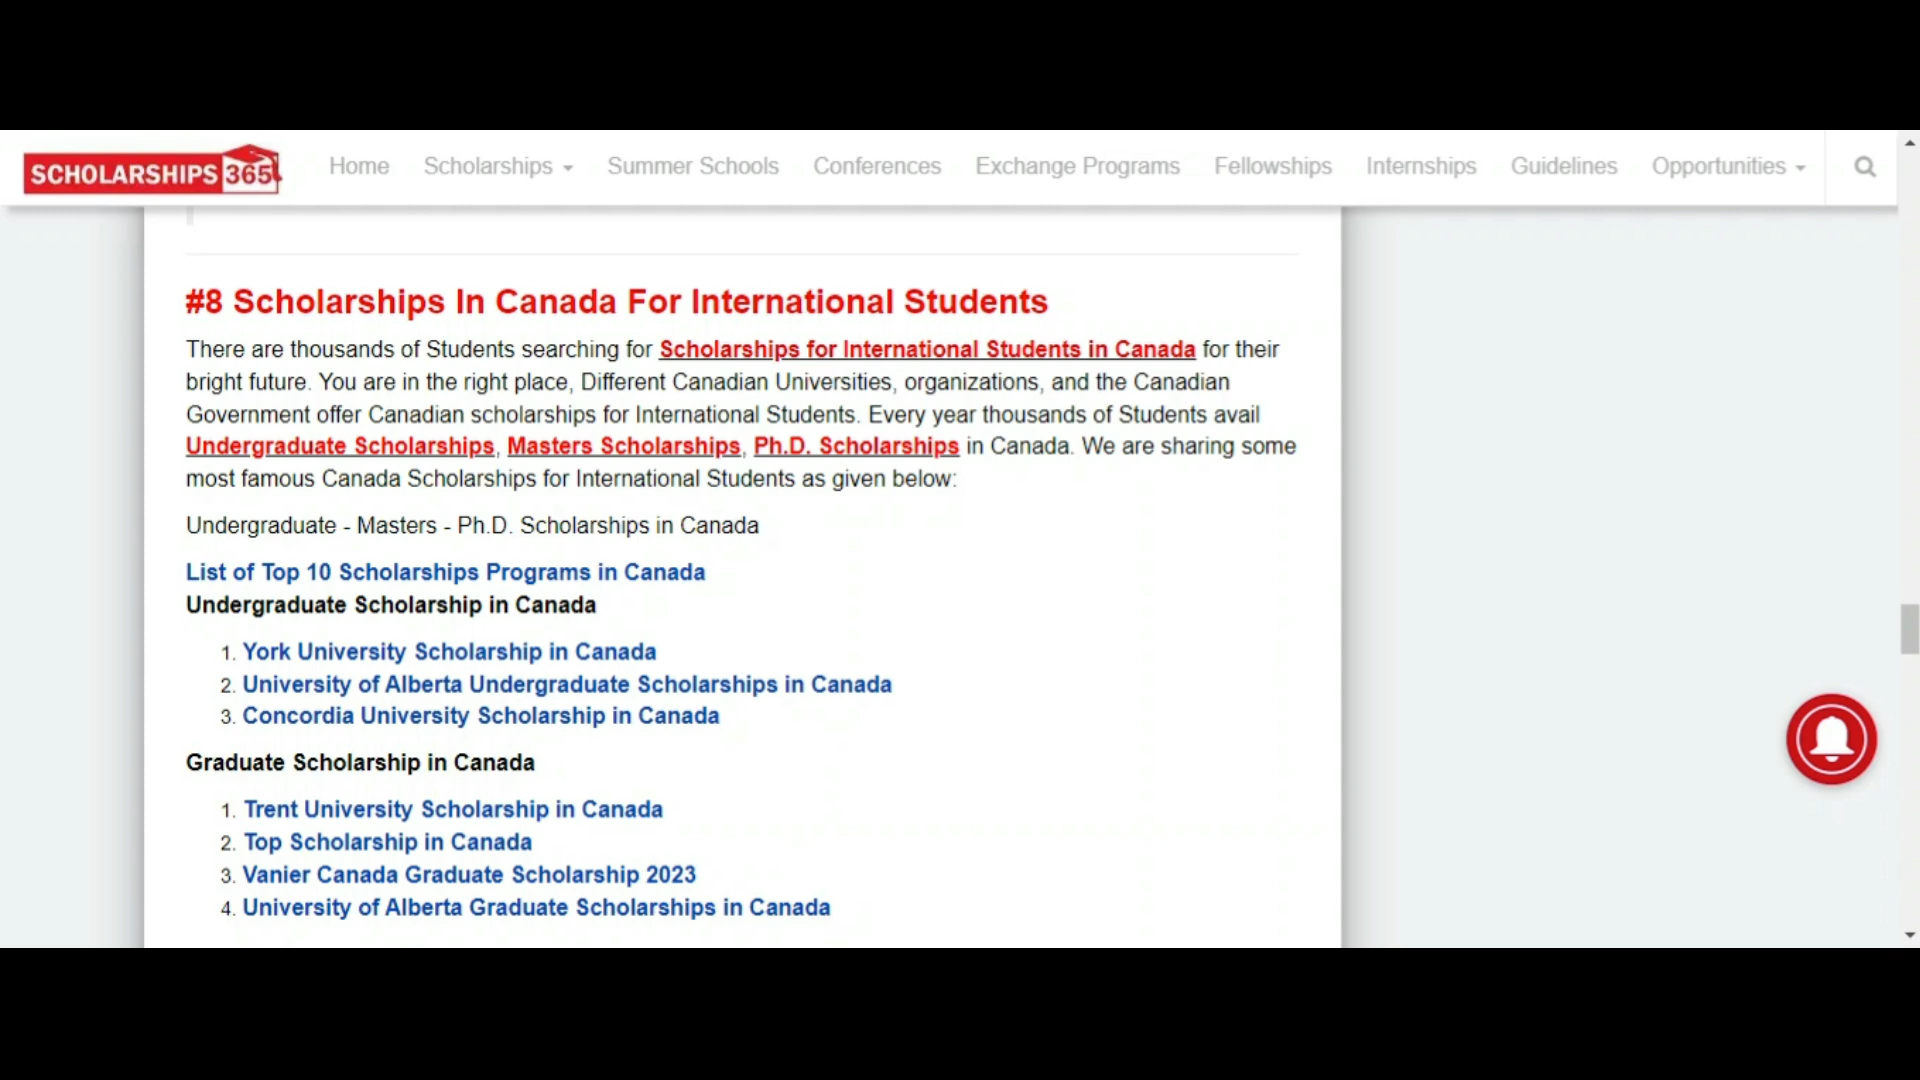 SCHOLARSHIPS 365
Home Scholarships Summer Schools Conferences Exchange Programs Fellowships Internships Guidelines Opportunities
#8 Scholarships In Canada For International Students
There are thousands of Students searching for Scholarships for International Students in Canada for their
bright future. You are in the right place, Different Canadian Universities, organizations, and the Canadian
Government offer Canadian scholarships for International Students. Every year thousands of Students avail
Undergraduate Scholarships, Masters Scholarships, Ph.D. Scholarships in Canada. We are sharing some
most famous Canada Scholarships for International Students as given below:
Undergraduate - Masters - Ph.D. Scholarships in Canada
List of Top 10 Scholarships Programs in Canada
Undergraduate Scholarship in Canada
1. York University Scholarship in Canada
2. University of Alberta Undergraduate Scholarships in Canada
3. Concordia University Scholarship in Canada
Graduate Scholarship in Canada
1. Trent University Scholarship in Canada
2. Top Scholarship in Canada
3. Vanier Canada Graduate Scholarship 2023
4. University of Alberta Graduate Scholarships in Canada